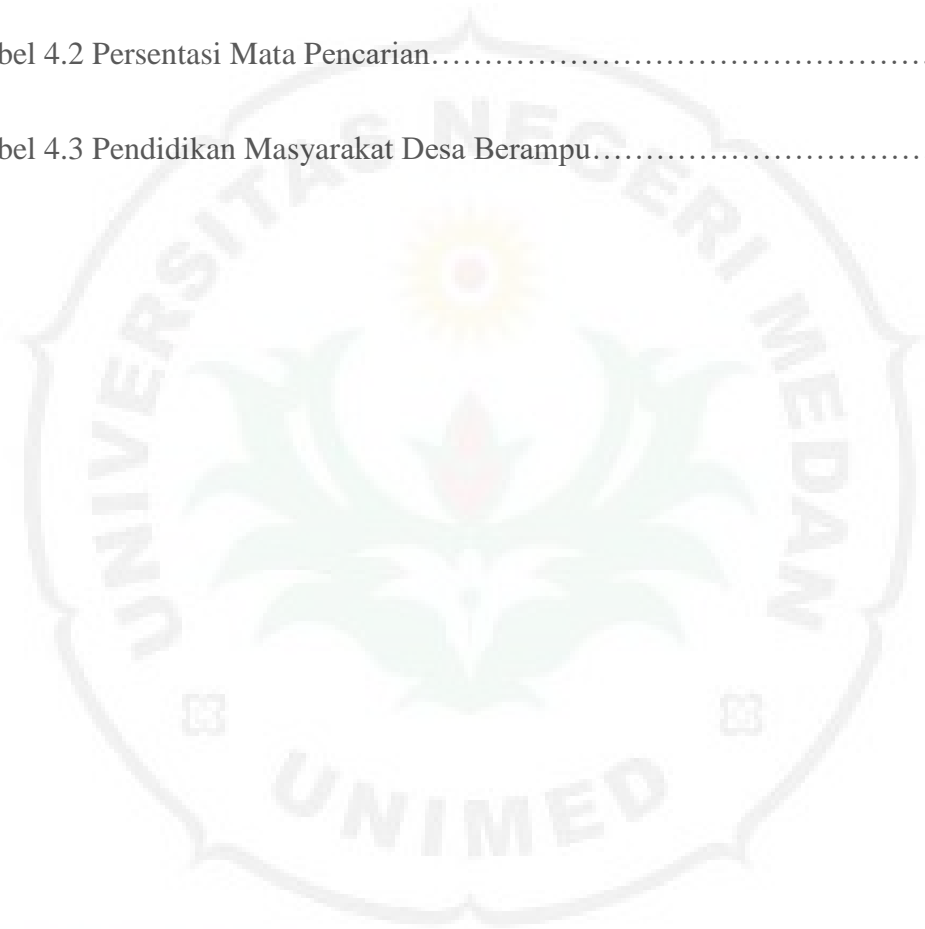 bel 4.2 Persentasi Mata Pencarian…………………………………………
bel 4.3 Pendidikan Masyarakat Desa Berampu……………………………
UNIVERSITAS NEGERI MEDAN
UNIMED